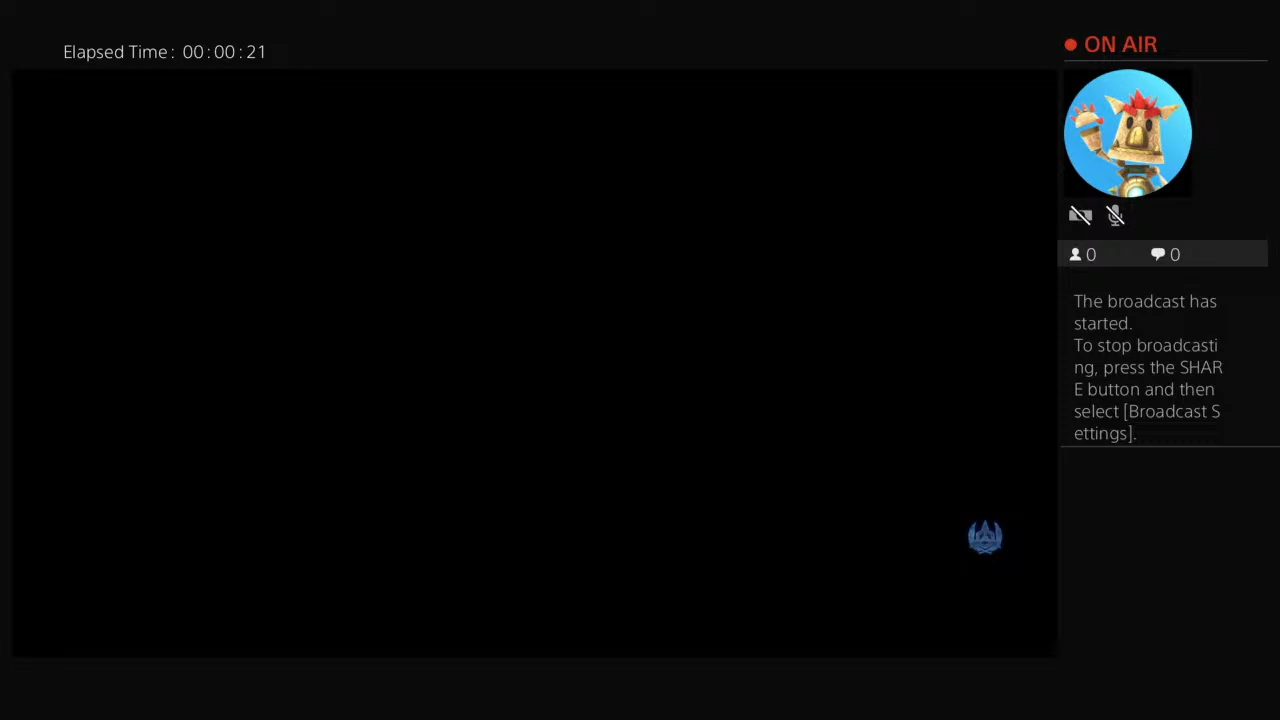 Elapsed Time: 00:00:21
ON AIR
0 0
The broadcast has
started.
To stop broadcasti
ng, press the SHAR
E button and then
select [Broadcast S
ettings].